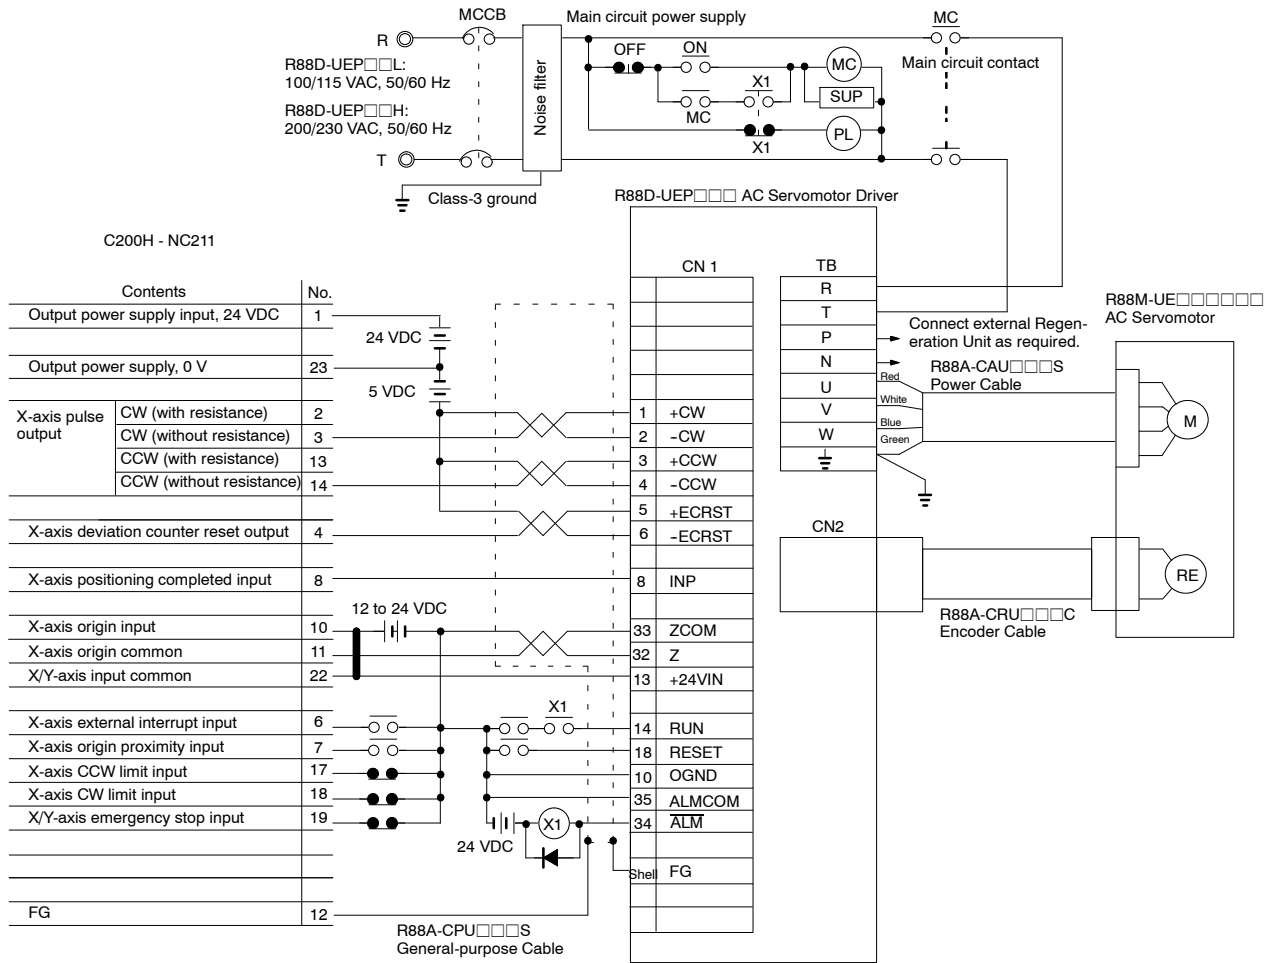 MCCB
Main circuit power supply
MC
R
OFF
ON
MC
Main circuit contact
R88D-UEP□□L:
100/115 VAC, 50/60 Hz
X1
SUP
MC
R88D-UEP□□H:
200/230 VAC, 50/60 Hz
Noise filter
PL
X1
T
Class-3 ground
R88D-UEP□□□ AC Servomotor Driver
C200H - NC211
CN 1
TB
Contents No.
R
T
P
N
U
V
W
Connect external Regen-
eration Unit as required.
R88M-UE□□□□□□
AC Servomotor
R88A-CAU□□□S
Power Cable
Red
White
Blue
Green
M
Output power supply input, 24 VDC 1
24 VDC
Output power supply, 0 V 23
5 VDC
X-axis pulse
output
CW (with resistance) 2
CW (without resistance) 3
CCW (with resistance) 13
CCW (without resistance) 14
1 +CW
2 -CW
3 +CCW
4 -CCW
5 +ECRST
6 -ECRST
X-axis deviation counter reset output 4
CN2
RE
R88A-CRU□□□C
Encoder Cable
X-axis positioning completed input 8
8 INP
12 to 24 VDC
X-axis origin input 10
X-axis origin common 11
X/Y-axis input common 22
33 ZCOM
32 Z
13 +24VIN
X1
X-axis external interrupt input 6
X-axis origin proximity input 7
X-axis CCW limit input 17
X-axis CW limit input 18
X/Y-axis emergency stop input 19
14 RUN
18 RESET
10 OGND
35 ALMCOM
34 ALM
X1
24 VDC
Shell FG
FG 12
R88A-CPU□□□S
General-purpose Cable